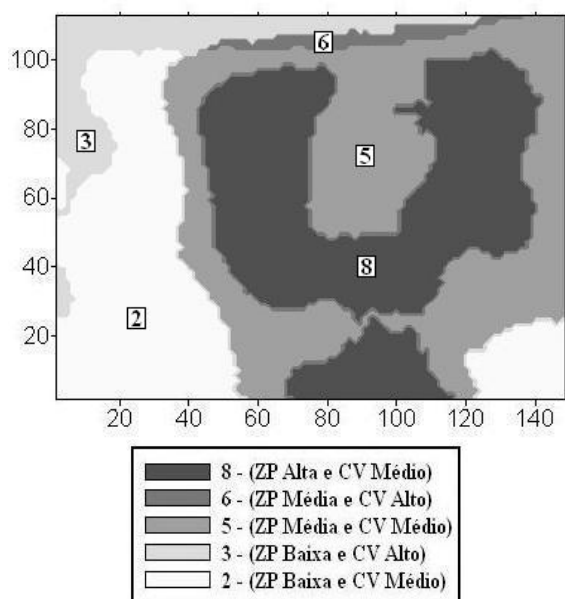 6
100
80
3
5
60
40
8
2
20
20 40 60 80 100 120 140
8 - (ZP Alta e CV Médio)
6 - (ZP Média e CV Alto)
5 - (ZP Média e CV Médio)
3 - (ZP Baixa e CV Alto)
2 - (ZP Baixa e CV Médio)